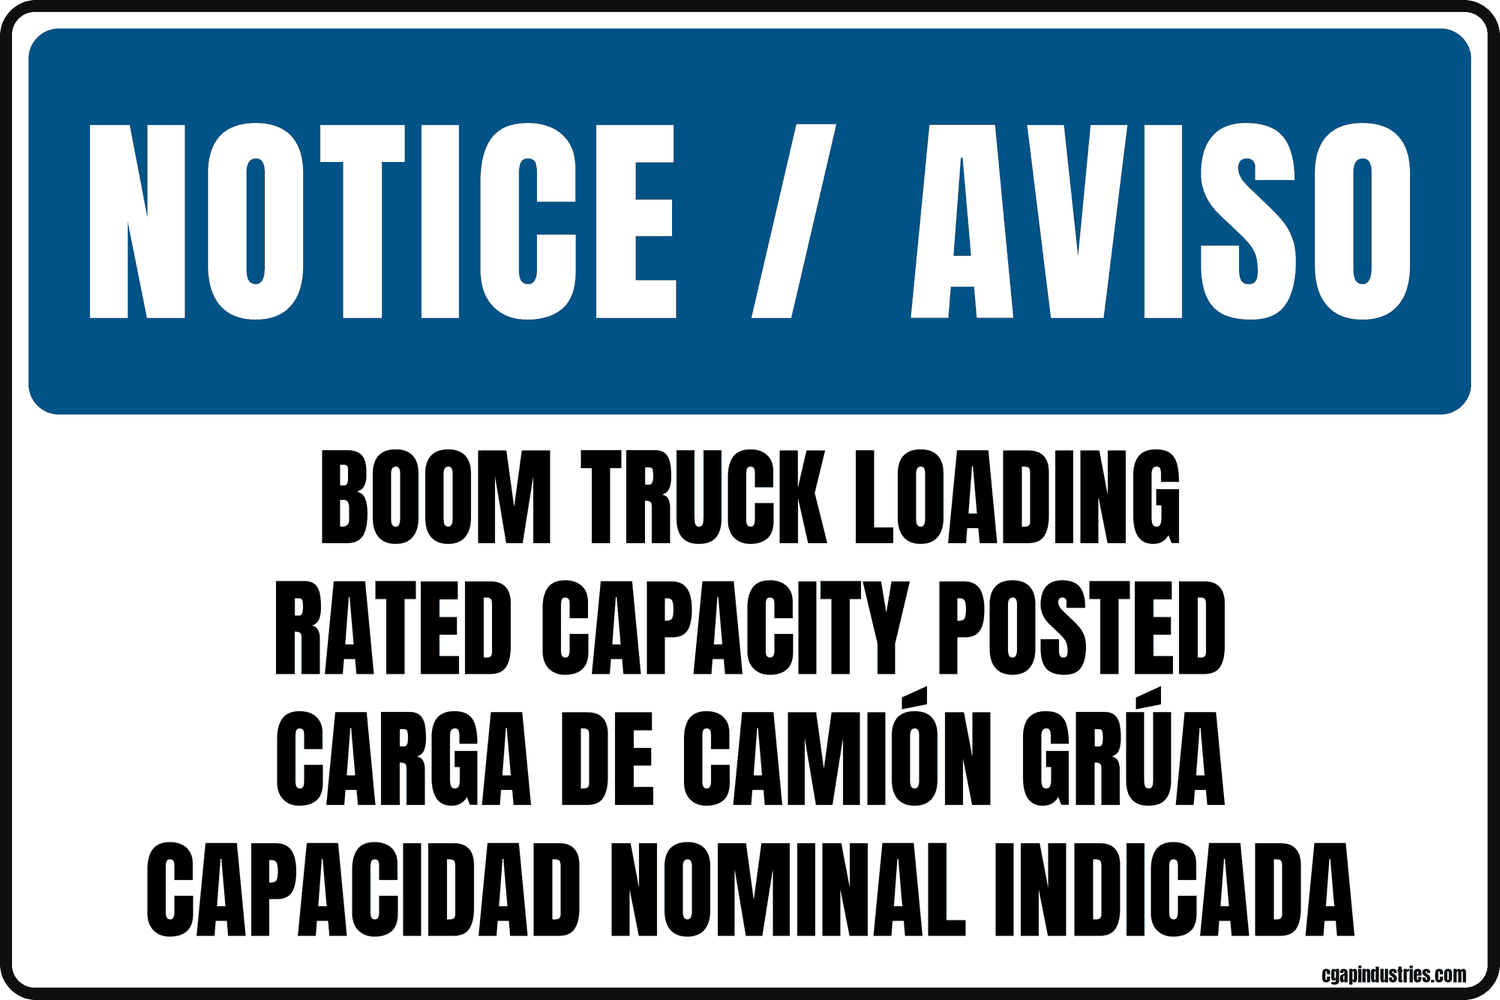 NOTICE / AVISO
BOOM TRUCK LOADING
RATED CAPACITY POSTED
CARGA DE CAMIÓN GRÚA
CAPACIDAD NOMINAL INDICADA
cgapindustries.com